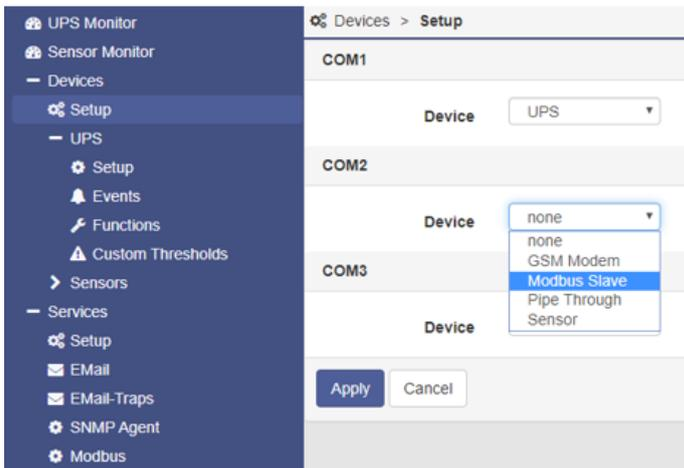 UPS Monitor
Sensor Monitor
Devices
Setup
UPS
Setup
Events
Functions
Custom Thresholds
Sensors
Services
Setup
EMail
EMail-Traps
SNMP Agent
Modbus
Devices > Setup
COM1
Device UPS
COM2
Device none
none
GSM Modem
Modbus Slave
Pipe Through
Sensor
COM3
Device
Apply Cancel